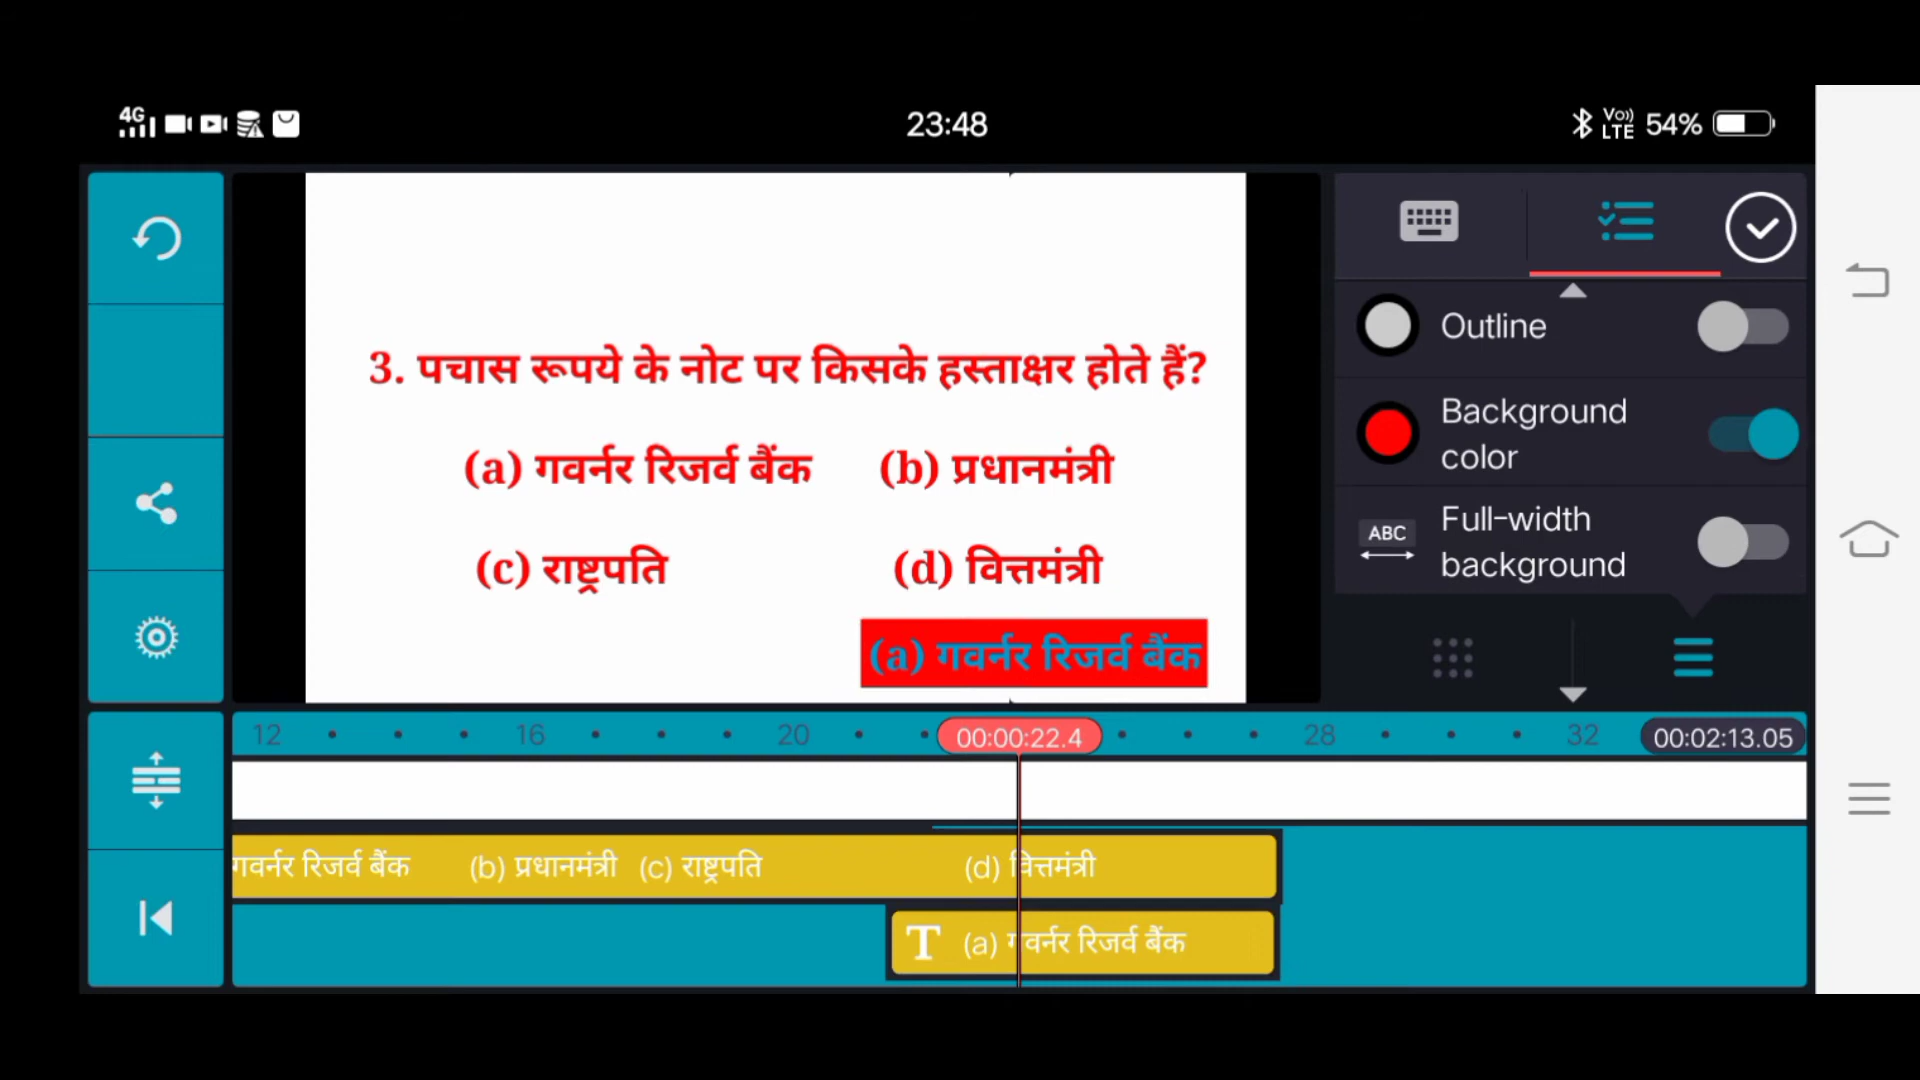 4G 23:48 Vo)) LTE 54%
Outline
Background
color
ABC
Full-width
background
3. पचास रूपये के नोट पर किसके हस्ताक्षर होते हैं?
(a) गवर्नर रिजर्व बैंक (b) प्रधानमंत्री
(c) राष्ट्रपति (d) वित्तमंत्री
(a) गवर्नर रिजर्व बैंक
12 16 20 00:00:22.4 28 32 00:02:13.05
गवर्नर रिजर्व बैंक (b) प्रधानमंत्री (c) राष्ट्रपति (d) वित्तमंत्री
T (a) गवर्नर रिजर्व बैंक